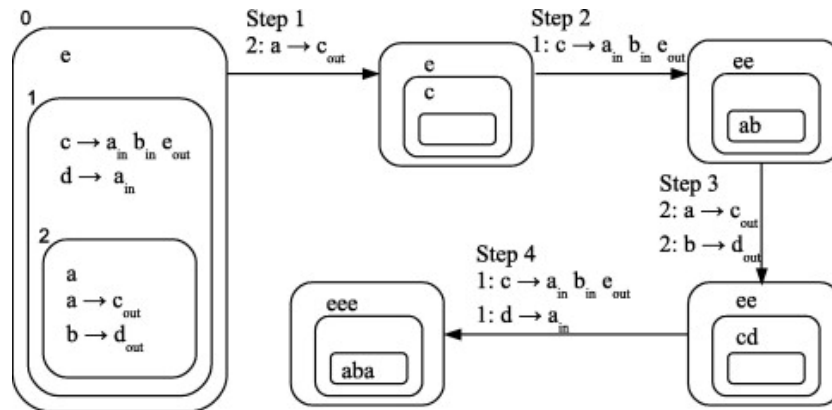 0
e
1
c → a_in b_in e_out
d → a_in
2
a
a → c_out
b → d_out
Step 1
2: a → c_out
e
c
Step 2
1: c → a_in b_in e_out
ee
ab
Step 3
2: a → c_out
2: b → d_out
ee
cd
Step 4
1: c → a_in b_in e_out
1: d → a_in
eee
aba